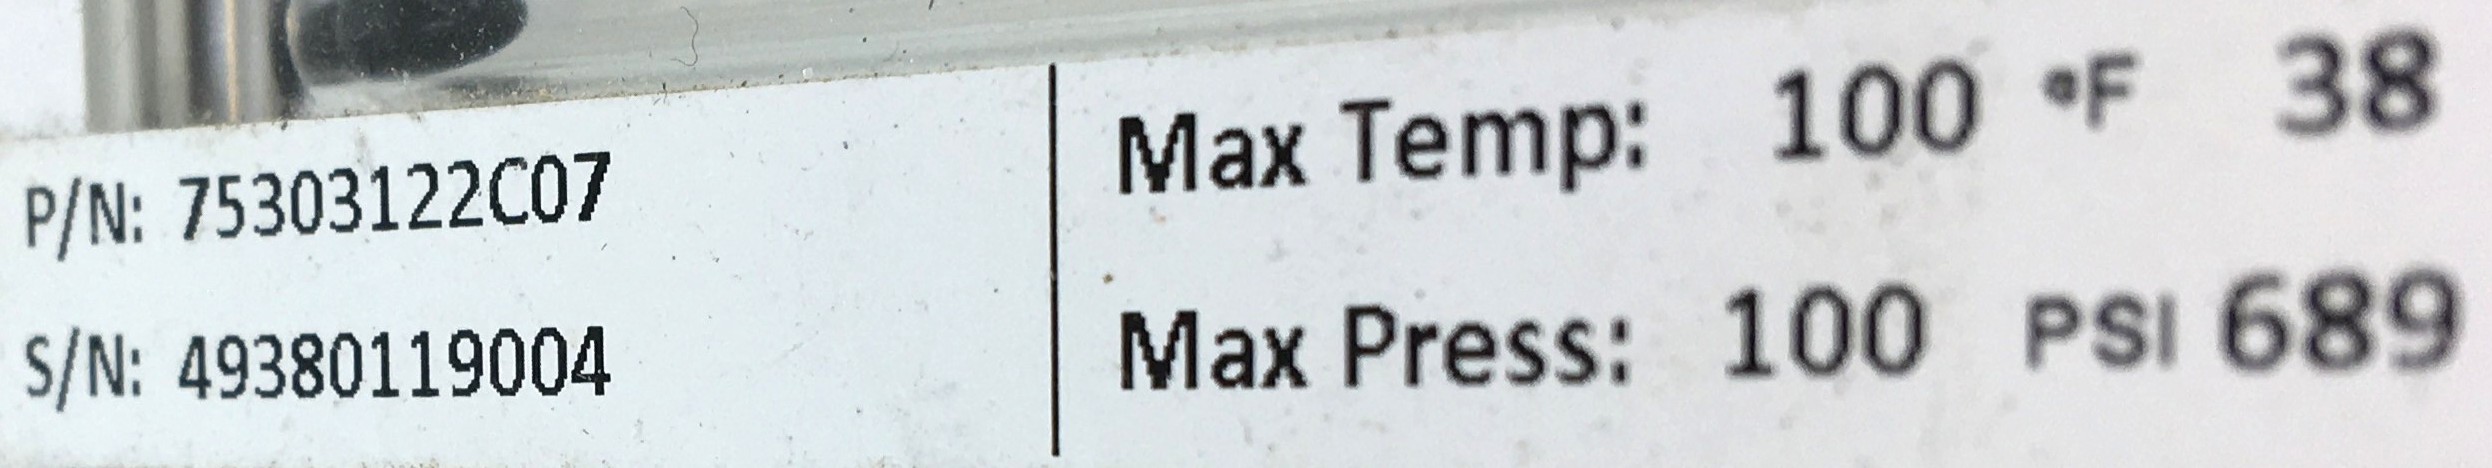 P/N: 75303122C07
S/N: 49380119004
Max Temp: 100 °F 38
Max Press: 100 PSI 689